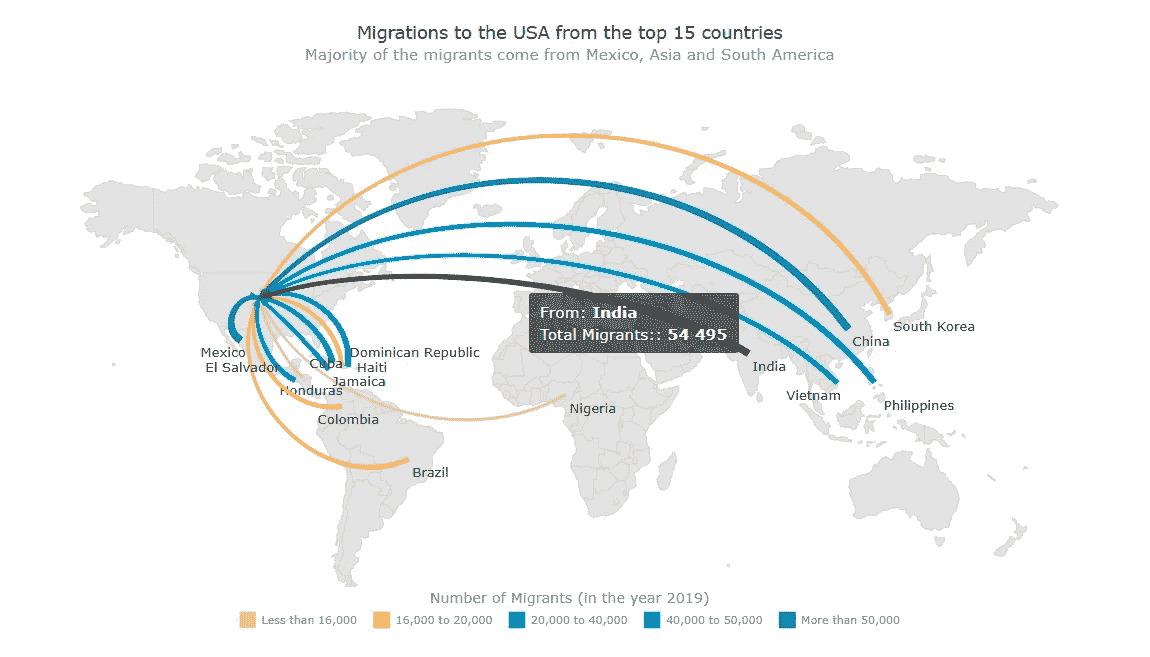 Migrations to the USA from the top 15 countries
Majority of the migrants come from Mexico, Asia and South America
From: India
Total Migrants:: 54 495
South Korea
China
Mexico
Dominican Republic
El Salvador
Cuba
Haiti
India
Jamaica
Honduras
Vietnam
Philippines
Nigeria
Colombia
Brazil
Number of Migrants (in the year 2019)
Less than 16,000 16,000 to 20,000 20,000 to 40,000 40,000 to 50,000 More than 50,000